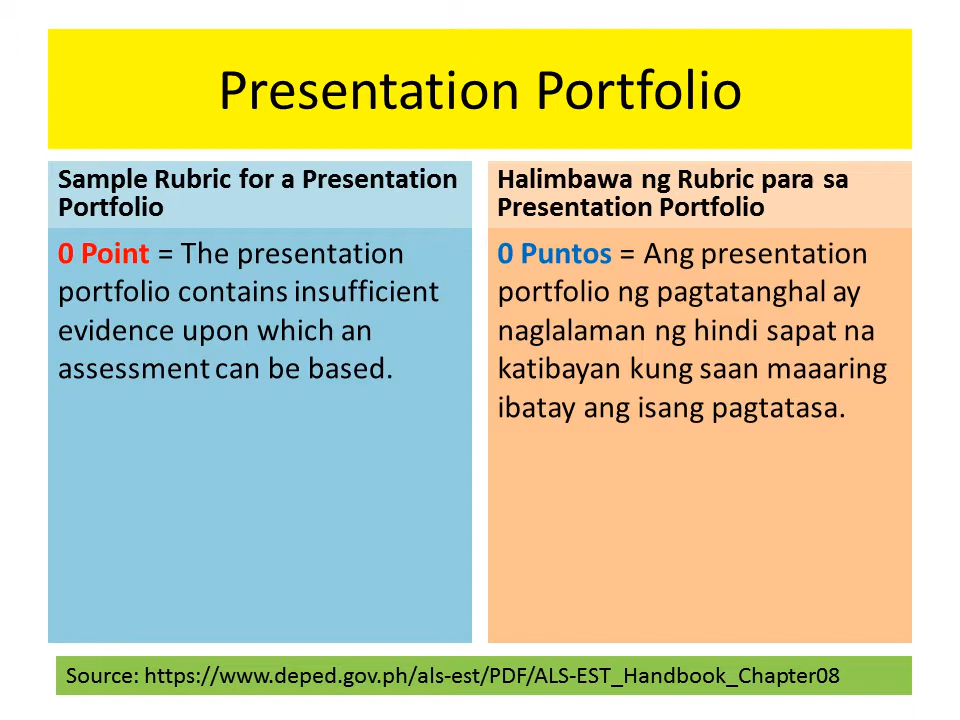 Presentation Portfolio
Sample Rubric for a Presentation
Portfolio
0 Point = The presentation
portfolio contains insufficient
evidence upon which an
assessment can be based.
Halimbawa ng Rubric para sa
Presentation Portfolio
0 Puntos = Ang presentation
portfolio ng pagtatanghal ay
naglalaman ng hindi sapat na
katibayan kung saan maaaring
ibatay ang isang pagtatasa.
Source: https://www.deped.gov.ph/als-est/PDF/ALS-EST_Handbook_Chapter08